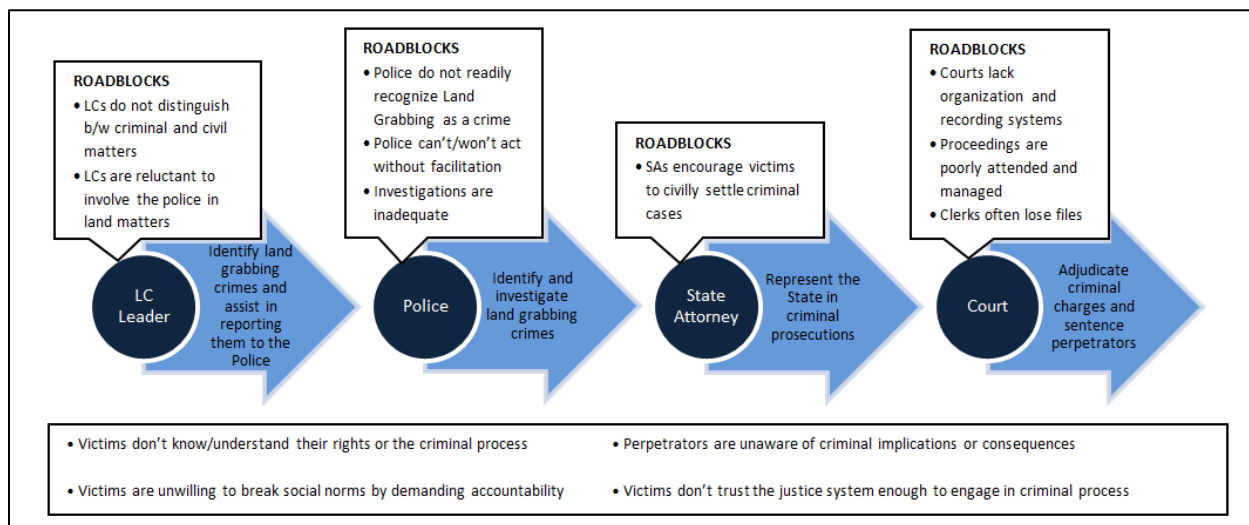 ROADBLOCKS
• LCs do not distinguish
b/w criminal and civil
matters
• LCs are reluctant to
involve the police in
land matters
LC
Leader
Identify land
grabbing
crimes and
assist in
reporting
them to the
Police
ROADBLOCKS
• Police do not readily
recognize Land
Grabbing as a crime
• Police can't/won't act
without facilitation
• Investigations are
inadequate
Police
Identify and
investigate
land grabbing
crimes
ROADBLOCKS
• SAs encourage victims
to civilly settle criminal
cases
State
Attorney
Represent the
State in
criminal
prosecutions
ROADBLOCKS
• Courts lack
organization and
recording systems
• Proceedings are
poorly attended and
managed
• Clerks often lose files
Court
Adjudicate
criminal
charges and
sentence
perpetrators
• Victims don't know/understand their rights or the criminal process
• Perpetrators are unaware of criminal implications or consequences
• Victims are unwilling to break social norms by demanding accountability
• Victims don't trust the justice system enough to engage in criminal process